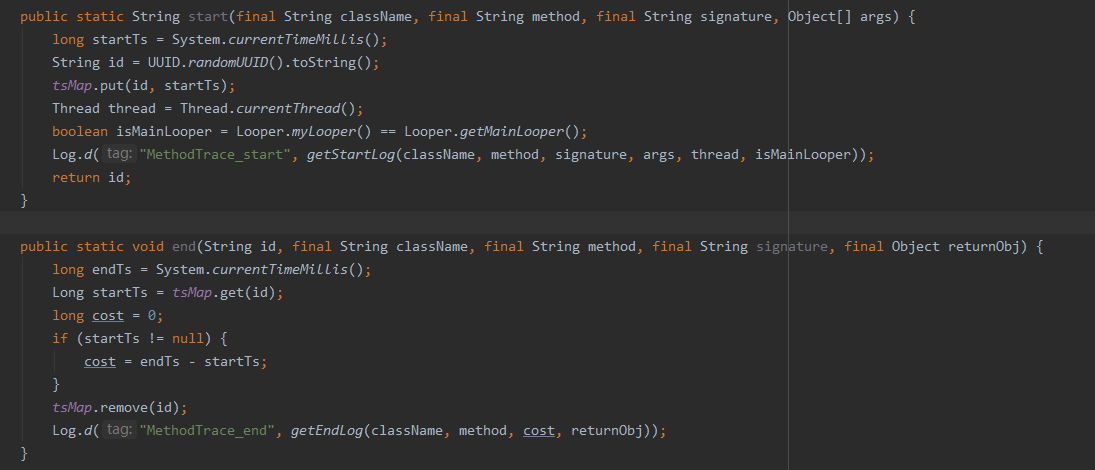 public static String start(final String className, final String method, final String signature, Object[] args) {
    long startTs = System.currentTimeMillis();
    String id = UUID.randomUUID().toString();
    tsMap.put(id, startTs);
    Thread thread = Thread.currentThread();
    boolean isMainLooper = Looper.myLooper() == Looper.getMainLooper();
    Log.d( tag: "MethodTrace_start", getStartLog(className, method, signature, args, thread, isMainLooper));
    return id;
}
public static void end(String id, final String className, final String method, final String signature, final Object returnObj) {
    long endTs = System.currentTimeMillis();
    Long startTs = tsMap.get(id);
    long cost = 0;
    if (startTs != null) {
        cost = endTs - startTs;
    }
    tsMap.remove(id);
    Log.d( tag: "MethodTrace_end", getEndLog(className, method, cost, returnObj));
}